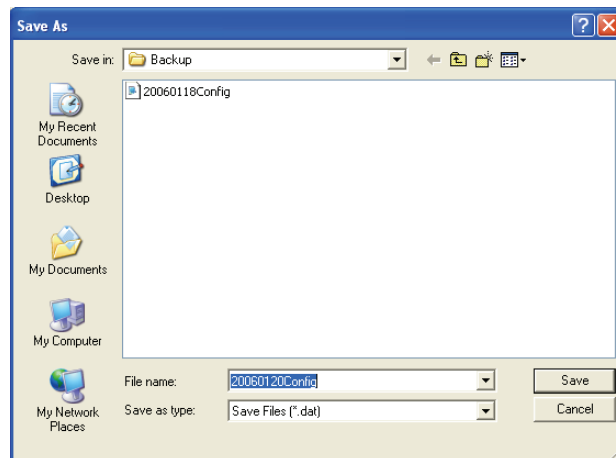 Save As
Save in: Backup
20060118Config
My Recent
Documents
Desktop
My Documents
My Computer
My Network
Places
File name: 20060120Config
Save
Save as type: Save Files (*.dat)
Cancel